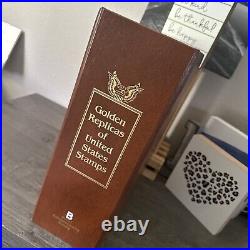 be thankful
be happy
Golden
Replicas
of
United
States
Stamps